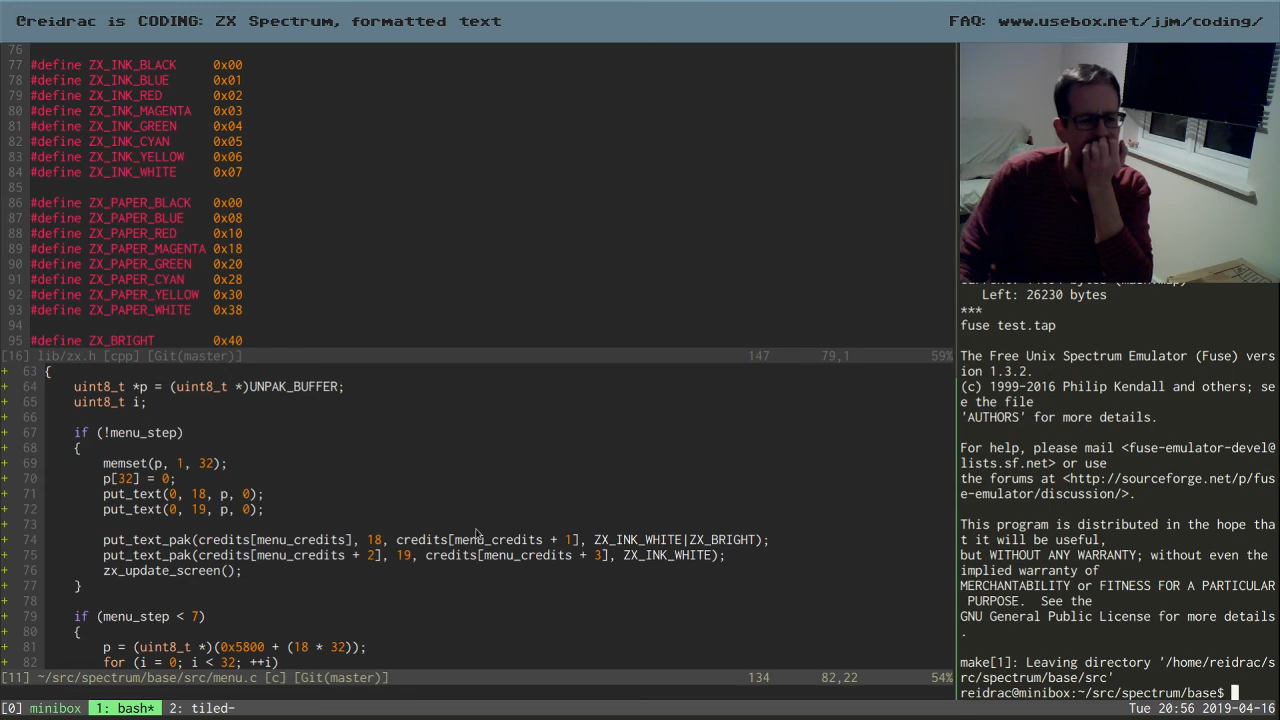 @reidrac is CODING: ZX Spectrum, formatted text
FAQ: www.usebox.net/jjm/coding/
76
77 #define ZX_INK_BLACK 0x00
78 #define ZX_INK_BLUE 0x01
79 #define ZX_INK_RED 0x02
80 #define ZX_INK_MAGENTA 0x03
81 #define ZX_INK_GREEN 0x04
82 #define ZX_INK_CYAN 0x05
83 #define ZX_INK_YELLOW 0x06
84 #define ZX_INK_WHITE 0x07
85
86 #define ZX_PAPER_BLACK 0x00
87 #define ZX_PAPER_BLUE 0x08
88 #define ZX_PAPER_RED 0x10
89 #define ZX_PAPER_MAGENTA 0x18
90 #define ZX_PAPER_GREEN 0x20
91 #define ZX_PAPER_CYAN 0x28
92 #define ZX_PAPER_YELLOW 0x30
93 #define ZX_PAPER_WHITE 0x38
94
95 #define ZX_BRIGHT 0x40
[16] lib/zx.h [cpp] [Git(master)] 147 79,1 59%
+ 63 {
+ 64 uint8_t *p = (uint8_t *)UNPAK_BUFFER;
+ 65 uint8_t i;
+ 66
+ 67 if (!menu_step)
+ 68 {
+ 69 memset(p, 1, 32);
+ 70 p[32] = 0;
+ 71 put_text(0, 18, p, 0);
+ 72 put_text(0, 19, p, 0);
+ 73
+ 74 put_text_pak(credits[menu_credits], 18, credits[menu_credits + 1], ZX_INK_WHITE|ZX_BRIGHT);
+ 75 put_text_pak(credits[menu_credits + 2], 19, credits[menu_credits + 3], ZX_INK_WHITE);
+ 76 zx_update_screen();
+ 77 }
+ 78
+ 79 if (menu_step < 7)
+ 80 {
+ 81 p = (uint8_t *)(0x5800 + (18 * 32));
+ 82 for (i = 0; i < 32; ++i)
[11] ~/src/spectrum/base/src/menu.c [c] [Git(master)] 134 82,22 54%
Left: 26230 bytes
***
fuse test.tap
The Free Unix Spectrum Emulator (Fuse) vers
ion 1.3.2.
(c) 1999-2016 Philip Kendall and others; se
e the file
'AUTHORS' for more details.
For help, please mail <fuse-emulator-devel@
lists.sf.net> or use
the forums at <http://sourceforge.net/p/fus
e-emulator/discussion/>.
This program is distributed in the hope tha
t it will be useful,
but WITHOUT ANY WARRANTY; without even the
implied warranty of
MERCHANTABILITY or FITNESS FOR A PARTICULAR
PURPOSE. See the
GNU General Public License for more details
.
make[1]: Leaving directory '/home/reidrac/s
rc/spectrum/base/src'
reidrac@minibox:~/src/spectrum/base$
[0] minibox 1: bash* 2: tiled- Tue 20:56 2019-04-16